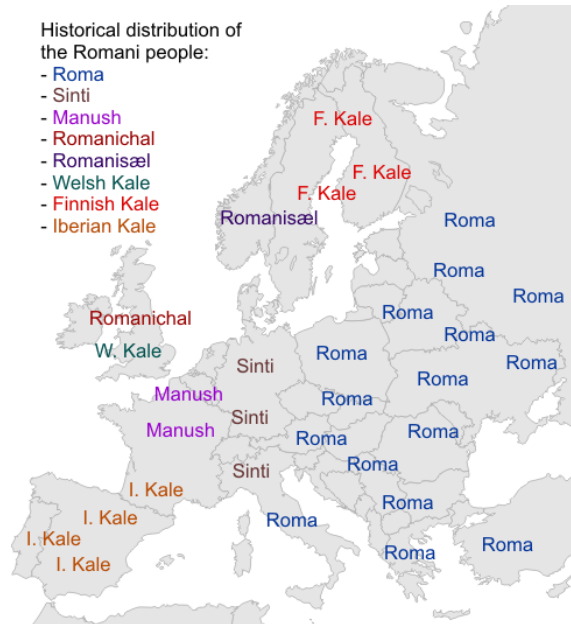 Historical distribution of
the Romani people:
- Roma
- Sinti
- Manush
- Romanichal
- Romanisæl
- Welsh Kale
- Finnish Kale
- Iberian Kale
F. Kale
F. Kale
F. Kale
Romanisæl
Roma
Roma
Roma
Roma
Romanichal
Roma
W. Kale
Roma
Sinti
Roma
Roma
Manush
Roma
Sinti
Manush
Roma
Roma
Roma
Sinti
I. Kale
Roma
I. Kale
Roma
I. Kale
Roma
Roma
I. Kale